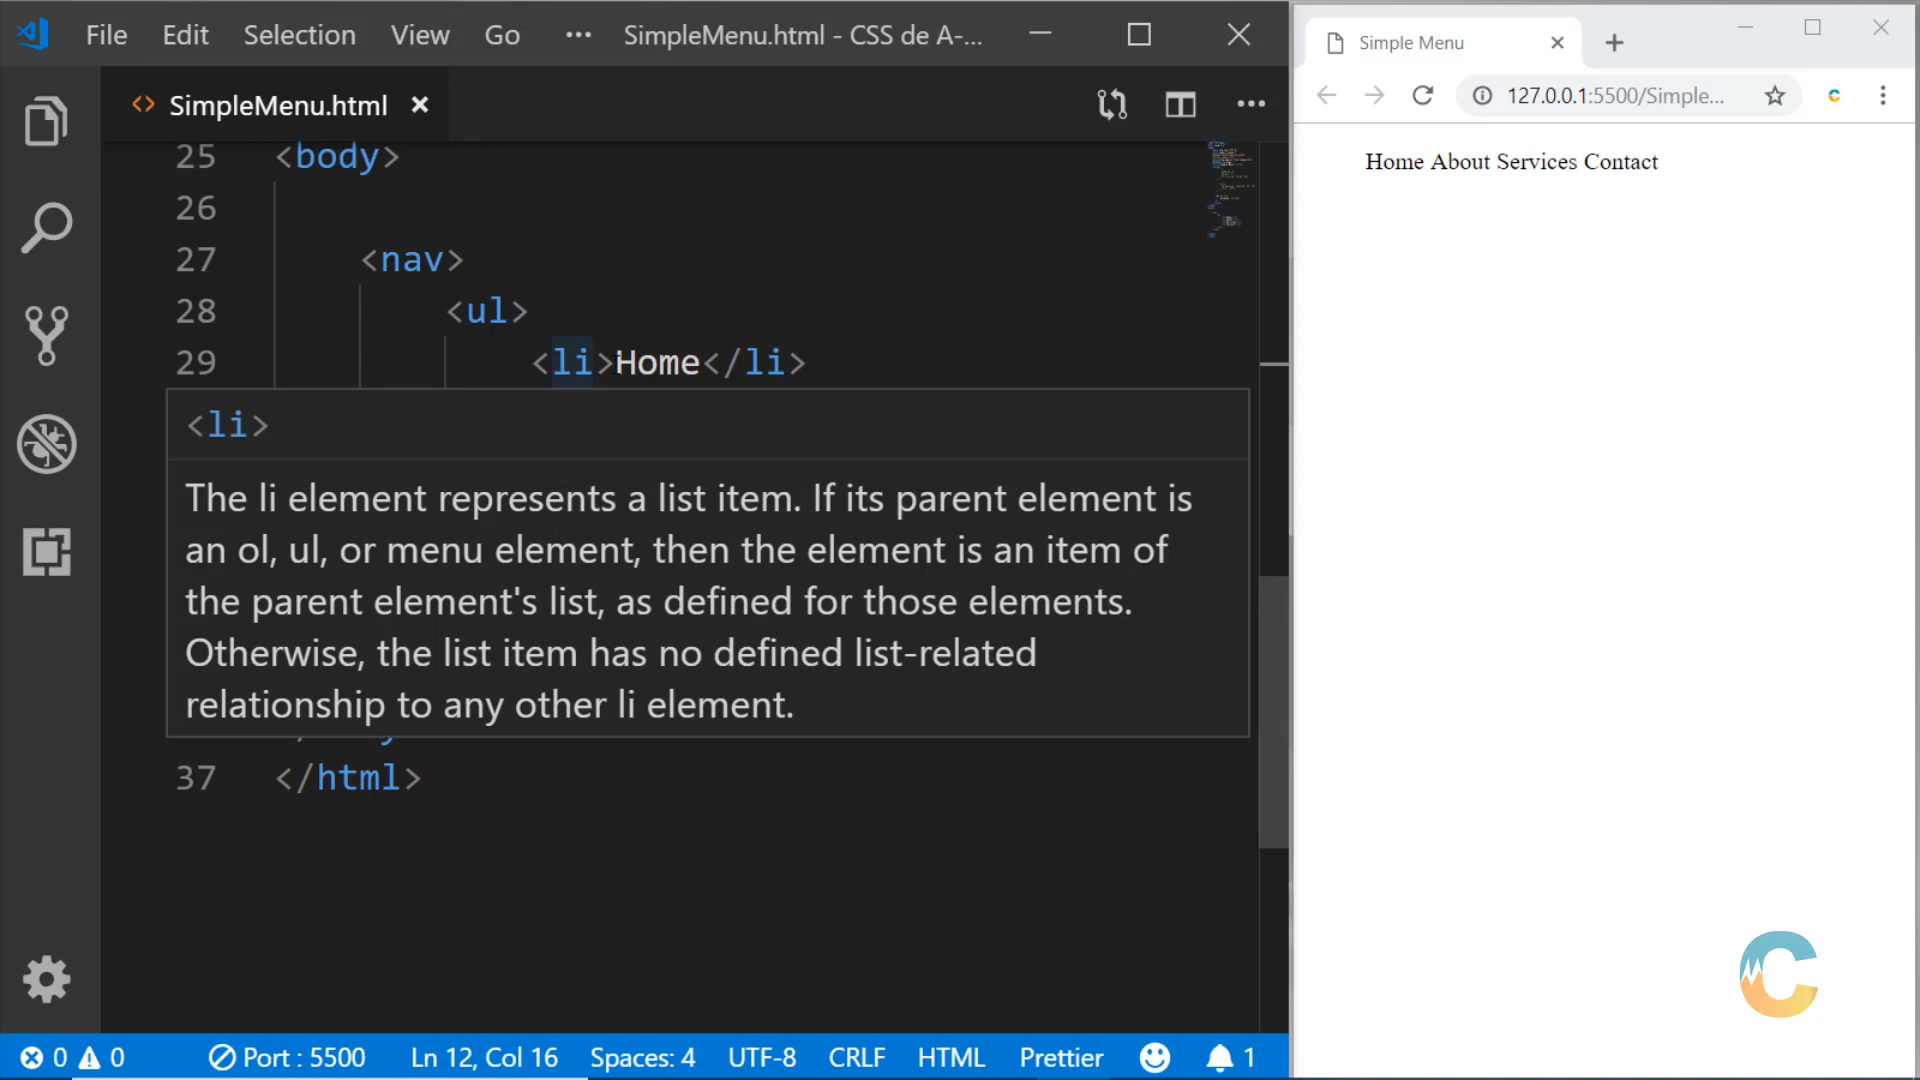 File Edit Selection View Go ··· SimpleMenu.html - CSS de A-...
SimpleMenu.html
25 <body>
26
27 <nav>
28 <ul>
29 <li>Home</li>
<li>
The li element represents a list item. If its parent element is
an ol, ul, or menu element, then the element is an item of
the parent element's list, as defined for those elements.
Otherwise, the list item has no defined list-related
relationship to any other li element.
37 </html>
0 0 Port : 5500 Ln 12, Col 16 Spaces: 4 UTF-8 CRLF HTML Prettier 1
Simple Menu
127.0.0.1:5500/Simple...
Home About Services Contact
C